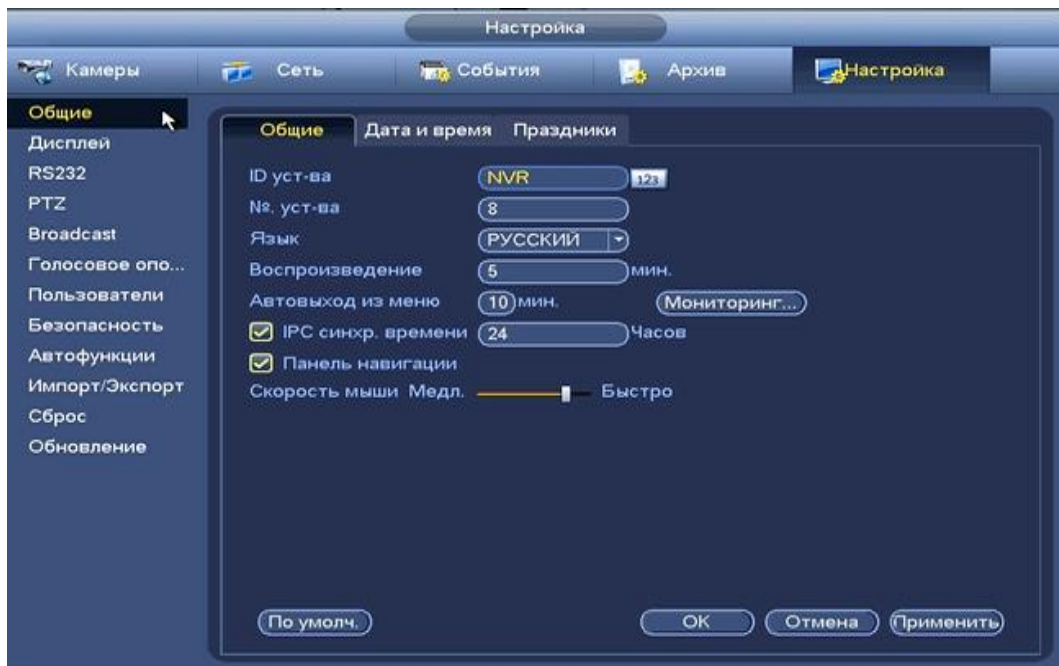 Настройка
Камеры Сеть События Архив Настройка
Общие
Дисплей
RS232
PTZ
Broadcast
Голосовое опо...
Пользователи
Безопасность
Автофункции
Импорт/Экспорт
Сброс
Обновление
Общие Дата и время Праздники
ID уст-ва NVR 123
№. уст-ва 8
Язык РУССКИЙ
Воспроизведение 5 мин.
Автовыход из меню 10 мин. Мониторинг...
IPC синхр. времени 24 Часов
Панель навигации
Скорость мыши Медл. Быстро
По умолч. OK Отмена Применить